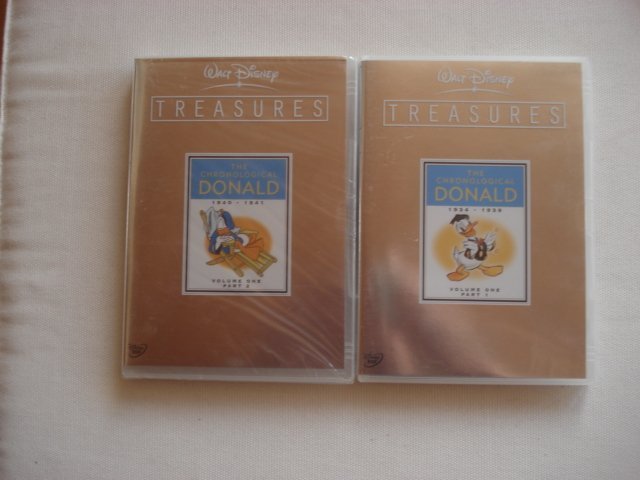 WALT DISNEY
TREASURES
THE
CHRONOLOGICAL
DONALD
1940 - 1941
VOLUME ONE
PART 2
WALT DISNEY
TREASURES
THE
CHRONOLOGICAL
DONALD
1934 - 1939
VOLUME ONE
PART 1